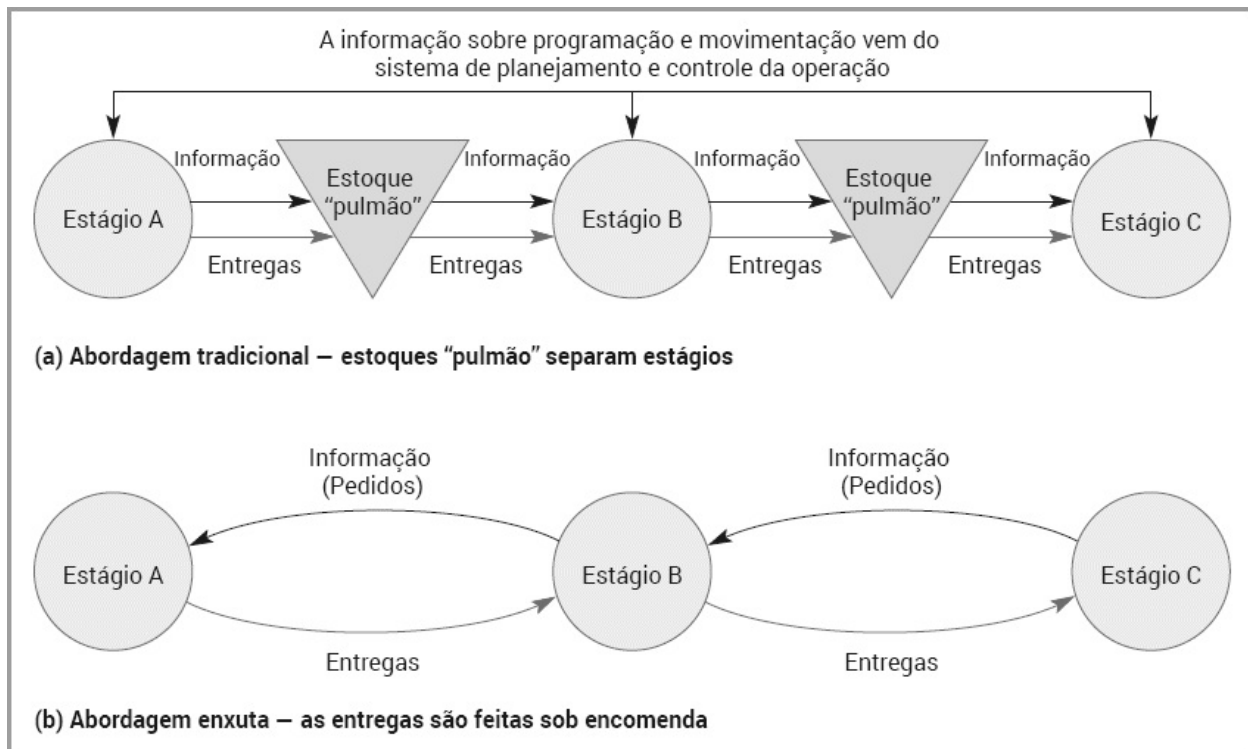 A informação sobre programação e movimentação vem do
sistema de planejamento e controle da operação
Informação
Informação
Informação
Informação
Estágio A
Estoque
“pulmão”
Estágio B
Estoque
“pulmão”
Estágio C
Entregas
Entregas
Entregas
Entregas
(a) Abordagem tradicional — estoques “pulmão” separam estágios
Informação
(Pedidos)
Informação
(Pedidos)
Estágio A
Estágio B
Estágio C
Entregas
Entregas
(b) Abordagem enxuta — as entregas são feitas sob encomenda